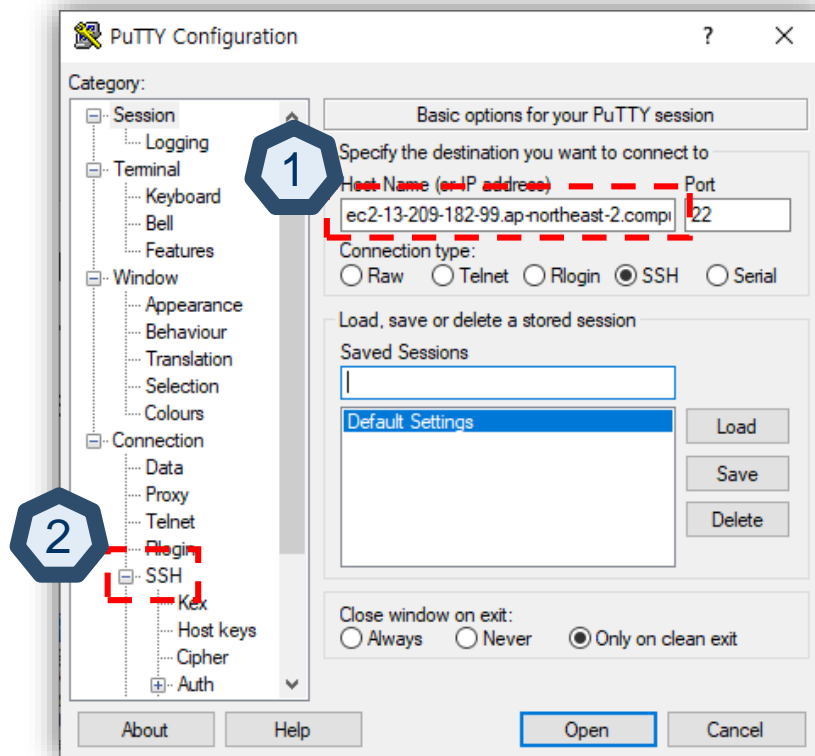 PuTTY Configuration
?
Category:
Session
Logging
Terminal
Keyboard
Bell
Features
Window
Appearance
Behaviour
Translation
Selection
Colours
Connection
Data
Proxy
Telnet
Rlogin
SSH
Kex
Host keys
Cipher
Auth
1
2
Basic options for your PuTTY session
Specify the destination you want to connect to
Host Name (or IP address) Port
ec2-13-209-182-99.ap-northeast-2.comp 22
Connection type:
Raw Telnet Rlogin SSH Serial
Load, save or delete a stored session
Saved Sessions
Default Settings
Load
Save
Delete
Close window on exit:
Always Never Only on clean exit
About Help Open Cancel